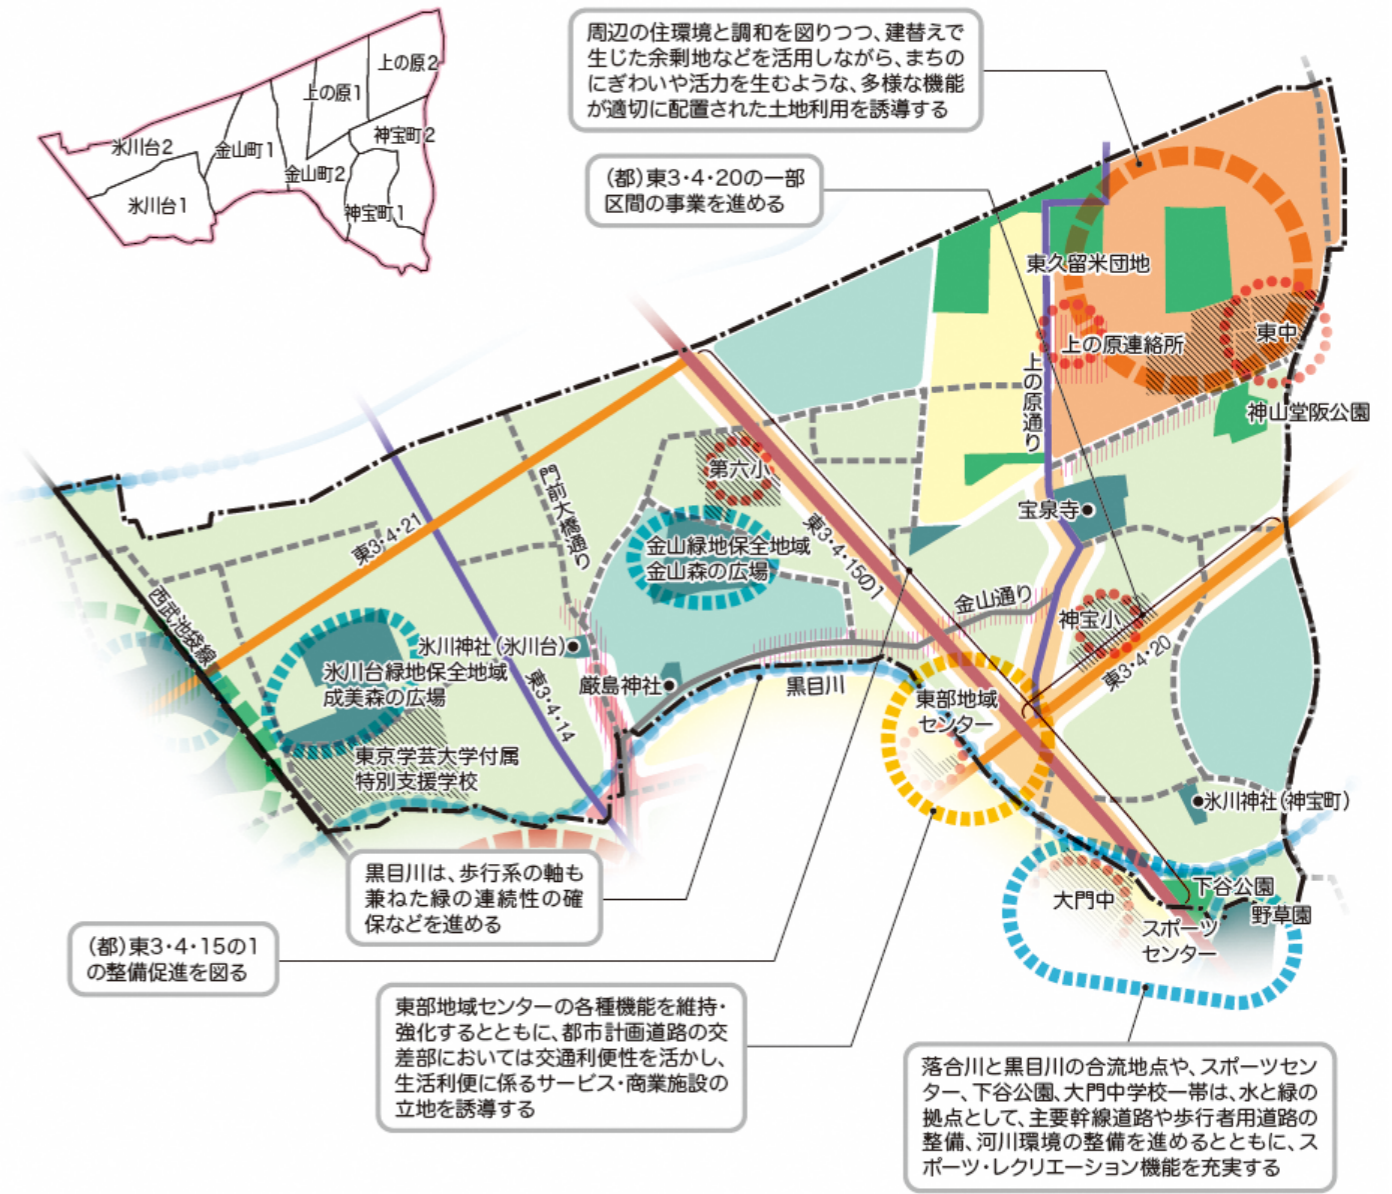 周辺の住環境と調和を図りつつ、建替えで
生じた余剰地などを活用しながら、まちの
にぎわいや活力を生むような、多様な機能
が適切に配置された土地利用を誘導する
上の原2
上の原1
神宝町2
氷川台2
金山町1
金山町2
氷川台1
神宝町1
(都)東3・4・20の一部
区間の事業を進める
東久留米団地
上の原連絡所
東中
上の原通り
神山堂阪公園
第六小
門前大橋通り
宝泉寺
東3・4・21
東3・4・15の1
金山緑地保全地域
金山森の広場
西武池袋線
金山通り
神宝小
氷川神社(氷川台)
氷川台緑地保全地域
成美森の広場
東3・4・14
厳島神社
黒目川
東部地域
センター
東3・4・20
東京学芸大学付属
特別支援学校
氷川神社(神宝町)
黒目川は、歩行系の軸も
兼ねた緑の連続性の確
保などを進める
大門中
下谷公園
野草園
スポーツ
センター
(都)東3・4・15の1
の整備促進を図る
東部地域センターの各種機能を維持・
強化するとともに、都市計画道路の交
差部においては交通利便性を活かし、
生活利便に係るサービス・商業施設の
立地を誘導する
落合川と黒目川の合流地点や、スポーツセン
ター、下谷公園、大門中学校一帯は、水と緑の
拠点として、主要幹線道路や歩行者用道路の
整備、河川環境の整備を進めるとともに、ス
ポーツ・レクリエーション機能を充実する